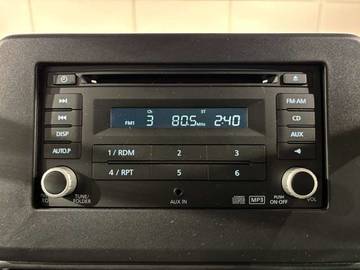 Ch ST
FM1 3 80.5 MHz 2:40
FM·AM
CD
DISP AUX
AUTO.P
1 / RDM 2 3
4 / RPT 5 6
TUNE/
FOLDER
AUX IN
MP3
PUSH
ON·OFF
VOL